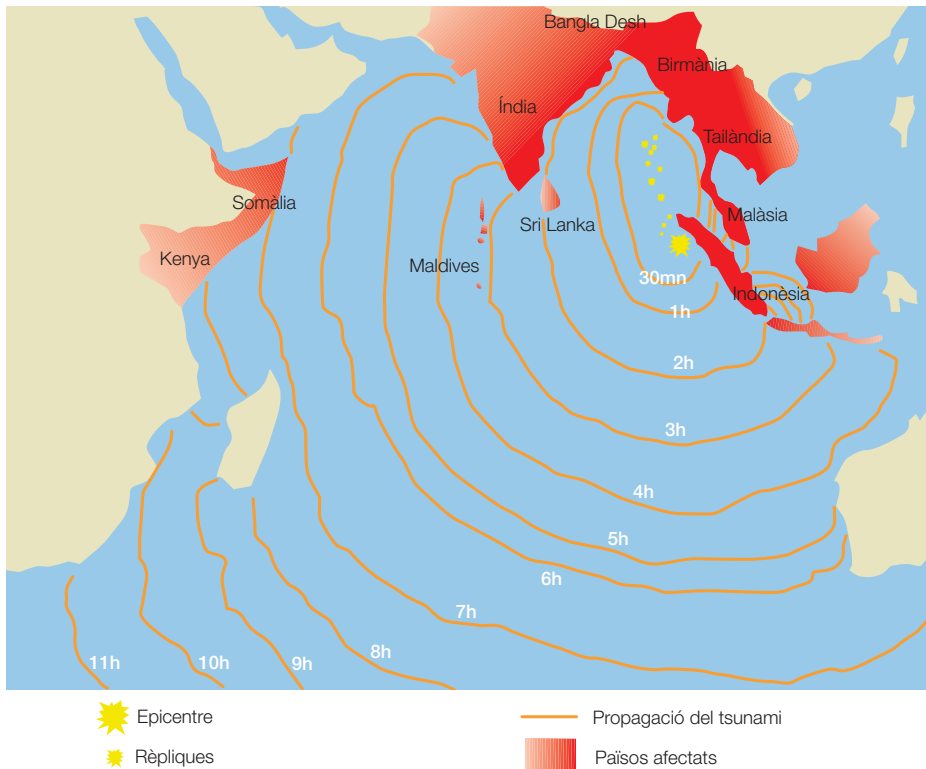 Bangla Desh
Birmània
Índia
Tailàndia
Somàlia
Malàsia
Sri Lanka
Kenya
Maldives
30mn
Indonèsia
1h
2h
3h
4h
5h
6h
7h
8h
9h
10h
11h
Epicentre
Propagació del tsunami
Rèpliques
Països afectats